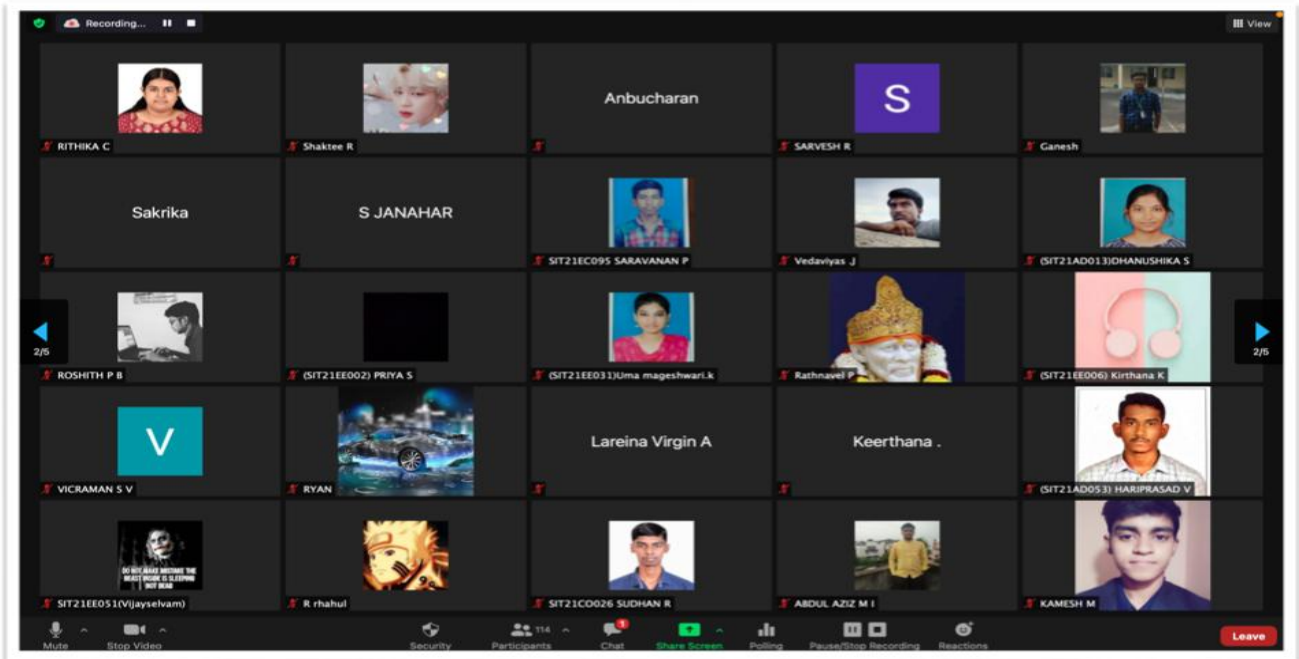 Recording...
View
RITHIKA C
Shaktee R
Anbucharan
S
SARVESH R
Ganesh
Sakrika
S JANAHAR
SIT21EC095 SARAVANAN P
Vedaviyas J
(SIT21AD013)DHANUSHIKA S
2/5
ROSHITH P B
(SIT21EE002) PRIYA S
(SIT21EE031)Uma mageshwari.k
Rathnavel P
(SIT21EE006) Kirthana K
2/5
V
VICRAMAN S V
RYAN
Lareina Virgin A
Keerthana .
(SIT21AD053) HARIPRASAD V
DO NOT MAKE MISTAKE THE
BEAST INSIDE IS SLEEPING
NOT DEAD
SIT21EE051(Vijayselvam)
R rhahul
SIT21CO026 SUDHAN R
ABDUL AZIZ M I
KAMESH M
Mute
Stop Video
Security
114
Participants
1
Chat
Share Screen
Polling
Pause/Stop Recording
Reactions
Leave